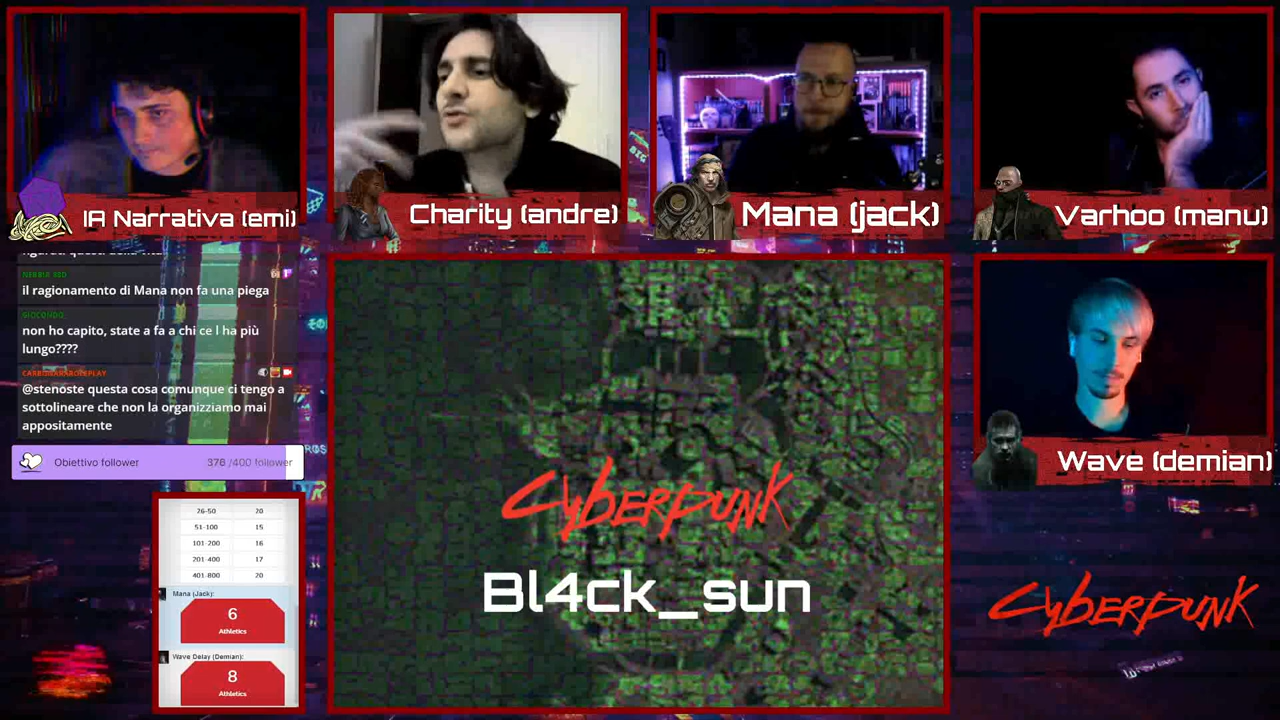 IA Narrativa (emi)
Charity (andre)
Mana (jack)
Varhoo (manu)
NEBBIA_SSD
il ragionamento di Mana non fa una piega
GIOCONDO_
non ho capito, state a fa a chi ce l ha più
lungo????
CARBONARAROLEPLAY
@stenoste questa cosa comunque ci tengo a
sottolineare che non la organizziamo mai
appositamente
Obiettivo follower 376 /400 follower
26-50 20
51-100 15
101-200 16
201-400 17
401-800 20
Mana (Jack):
6
Athletics
Wave Delay (Demian):
8
Athletics
Cyberpunk
Bl4ck_sun
Wave (demian)
Cyberpunk